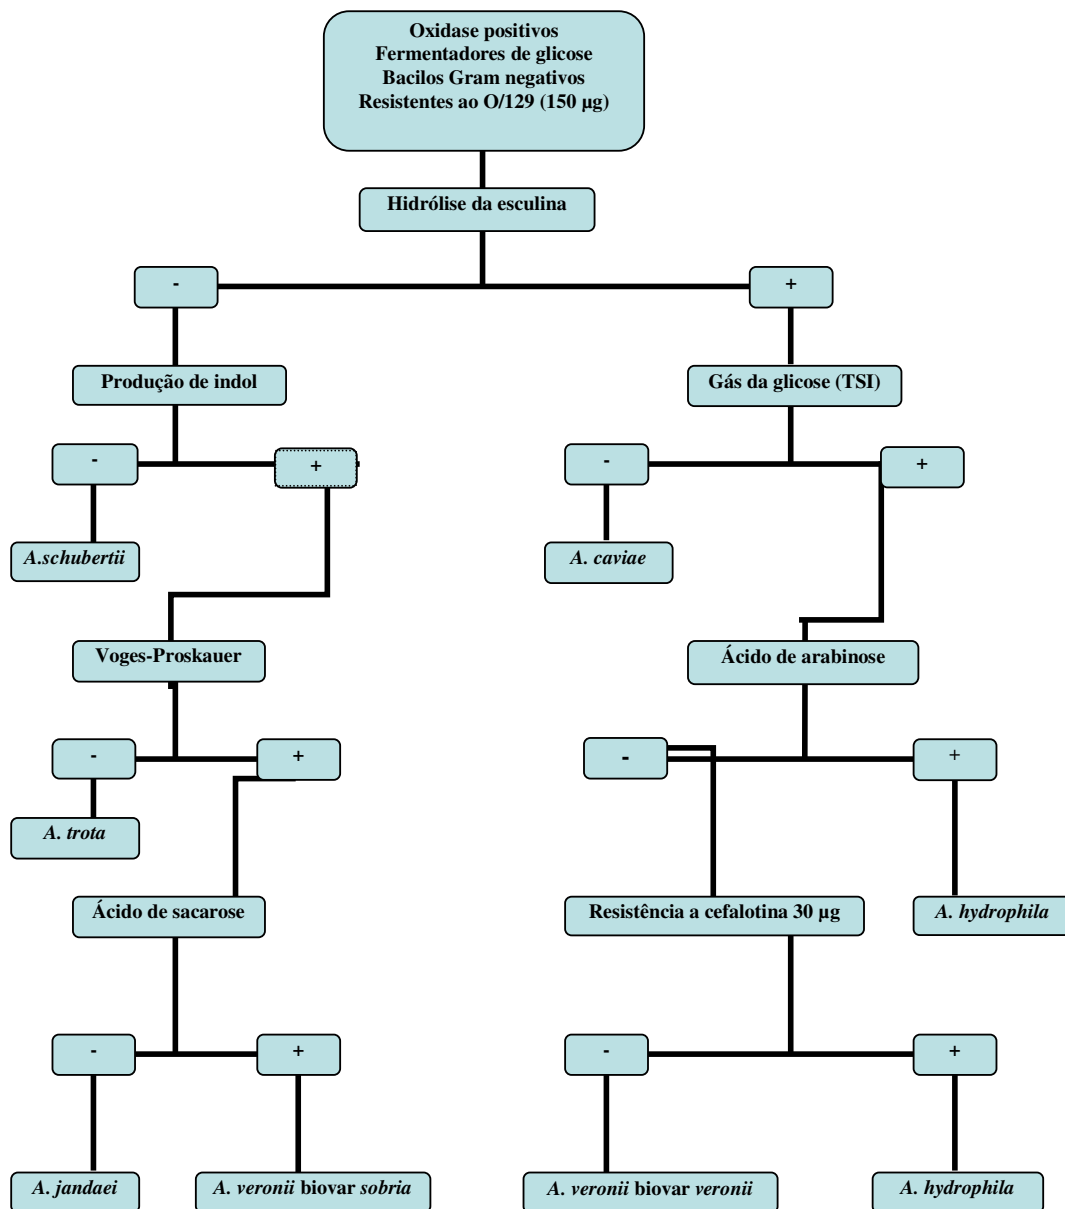 Oxidase positivos
Fermentadores de glicose
Bacilos Gram negativos
Resistentes ao O/129 (150 µg)
Hidrólise da esculina
-
+
Produção de indol
Gás da glicose (TSI)
-
+
-
+
A.schubertii
A. caviae
Voges-Proskauer
Ácido de arabinose
-
+
-
+
A. trota
Ácido de sacarose
Resistência a cefalotina 30 µg
A. hydrophila
-
+
-
+
A. jandaei
A. veronii biovar sobria
A. veronii biovar veronii
A. hydrophila